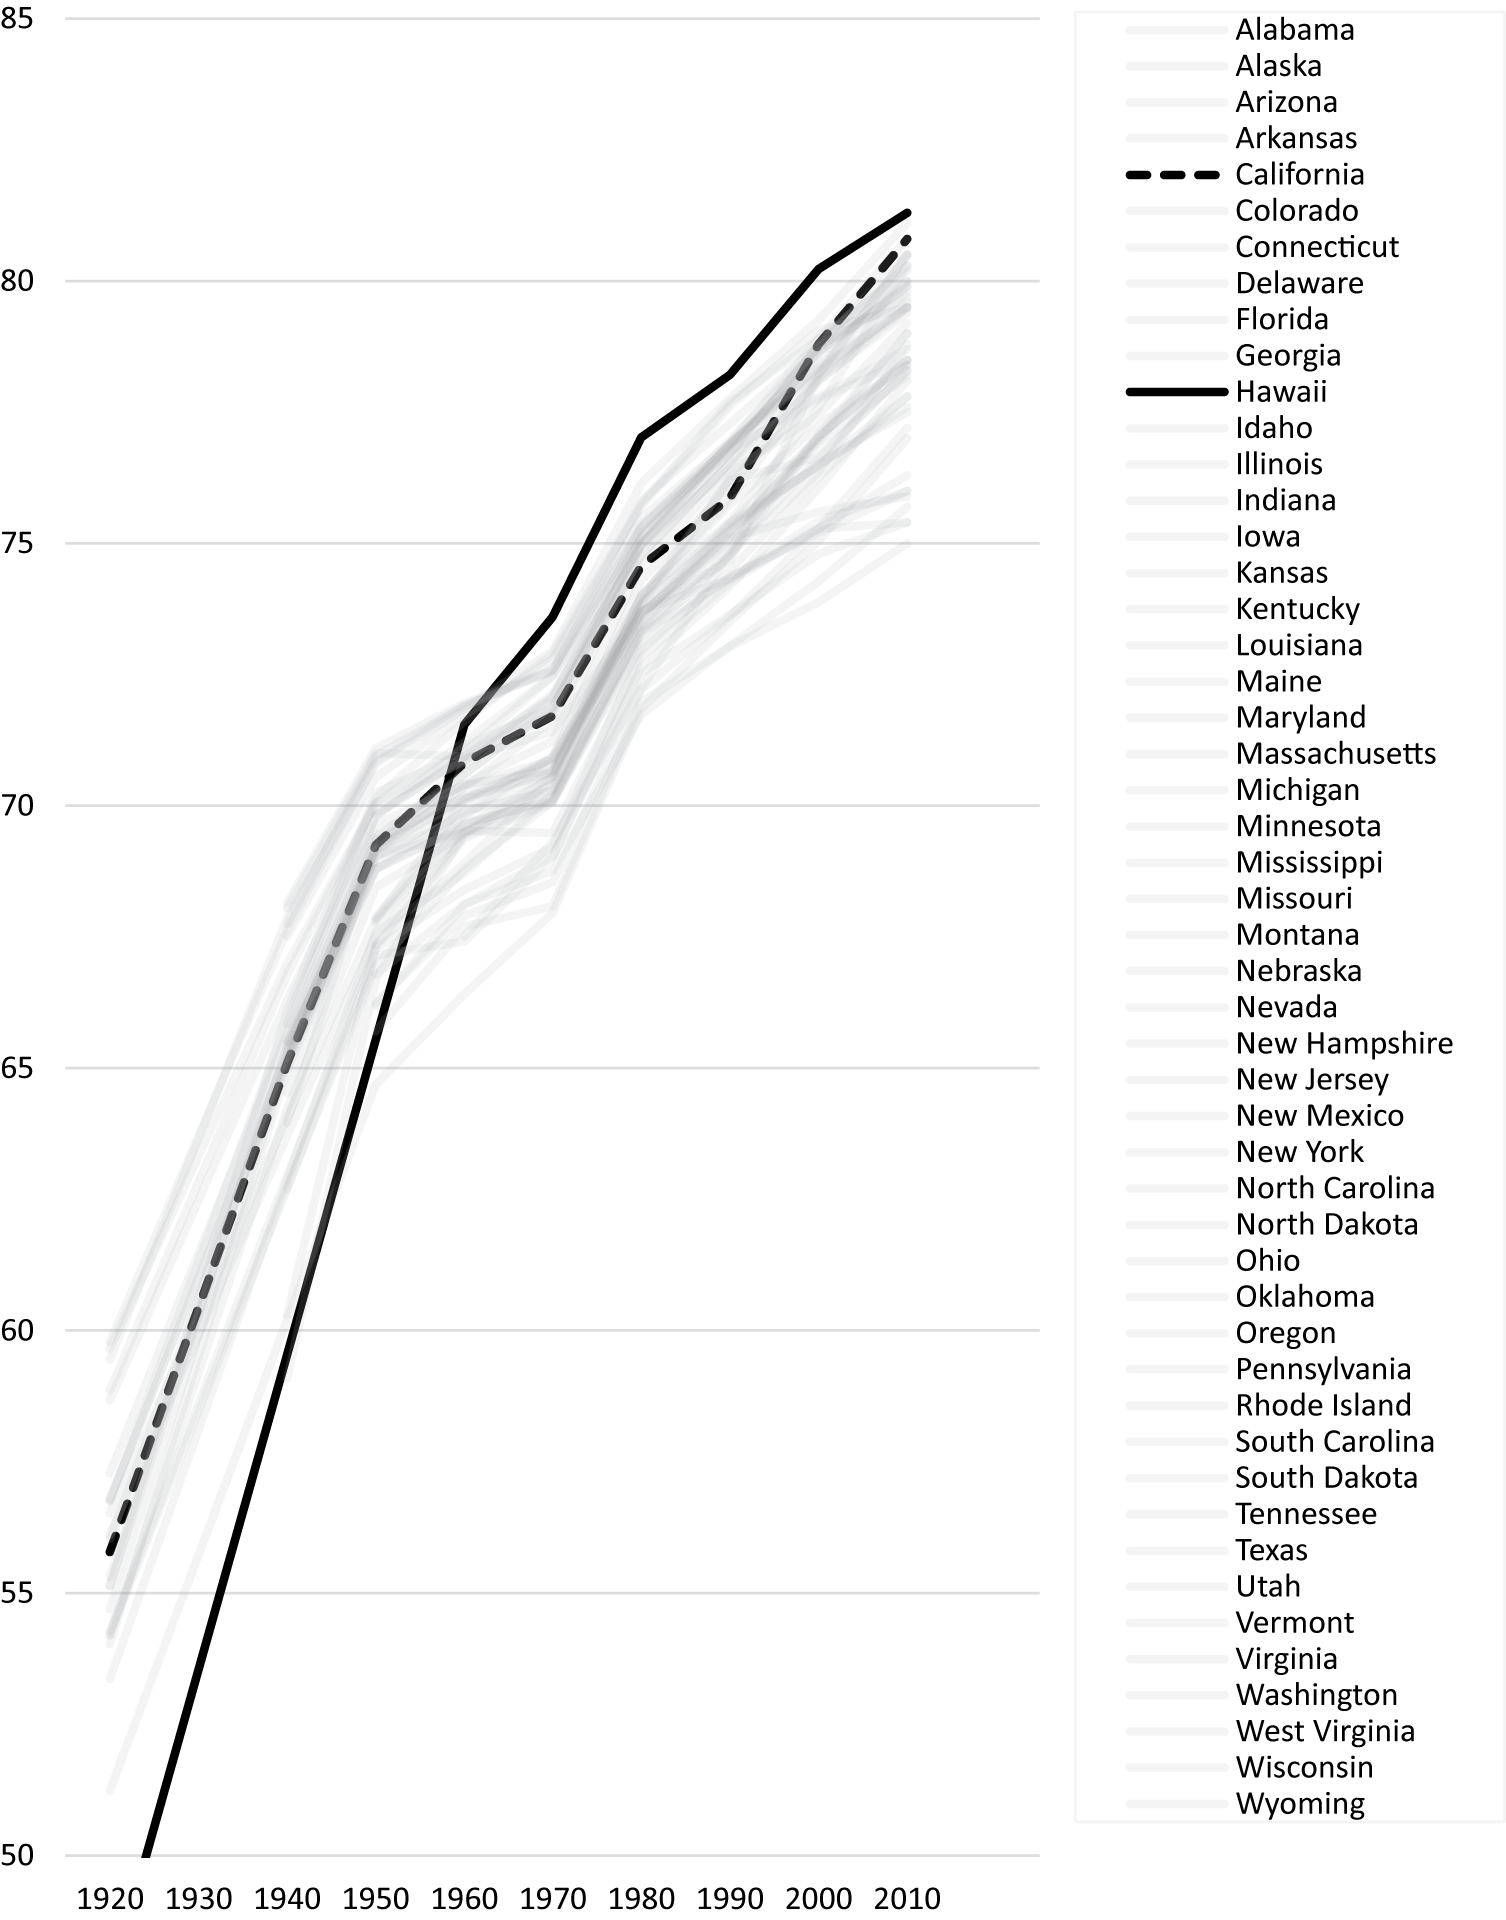 85
80
75
70
65
60
55
50
1920 1930 1940 1950 1960 1970 1980 1990 2000 2010
Alabama
Alaska
Arizona
Arkansas
California
Colorado
Connecticut
Delaware
Florida
Georgia
Hawaii
Idaho
Illinois
Indiana
Iowa
Kansas
Kentucky
Louisiana
Maine
Maryland
Massachusetts
Michigan
Minnesota
Mississippi
Missouri
Montana
Nebraska
Nevada
New Hampshire
New Jersey
New Mexico
New York
North Carolina
North Dakota
Ohio
Oklahoma
Oregon
Pennsylvania
Rhode Island
South Carolina
South Dakota
Tennessee
Texas
Utah
Vermont
Virginia
Washington
West Virginia
Wisconsin
Wyoming